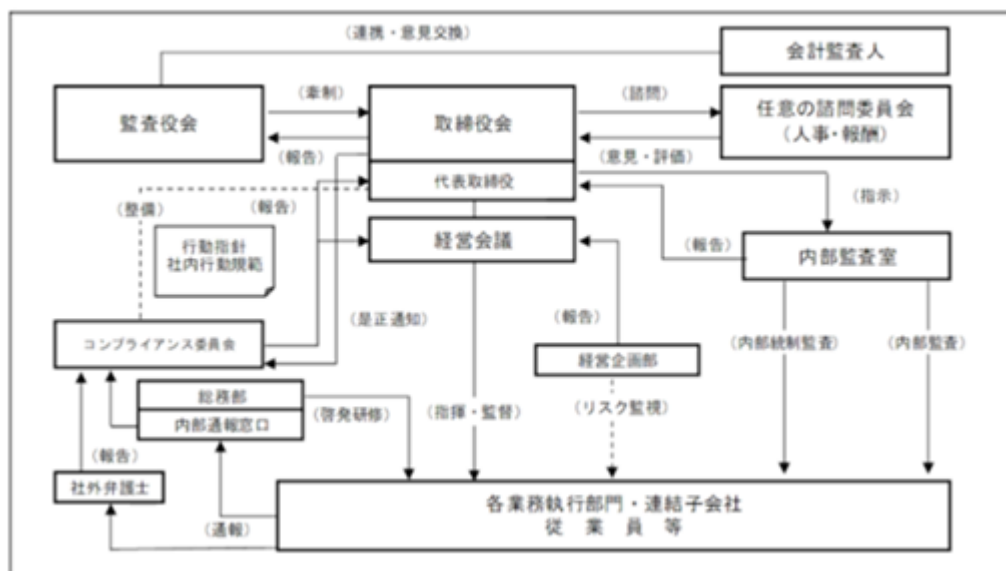 （連携・意見交換）
会計監査人
監査役会
（牽制）
（報告）
取締役会
（諮問）
（意見・評価）
任意の諮問委員会
（人事・報酬）
代表取締役
（指示）
（整備）
（報告）
行動指針
社内行動規範
経営会議
（報告）
内部監査室
（是正通知）
（報告）
（内部統制監査）
（内部監査）
コンプライアンス委員会
経営企画部
総務部
内部通報窓口
（啓発研修）
（指揮・監督）
（リスク監視）
（報告）
社外弁護士
（通報）
各業務執行部門・連結子会社
従業員等